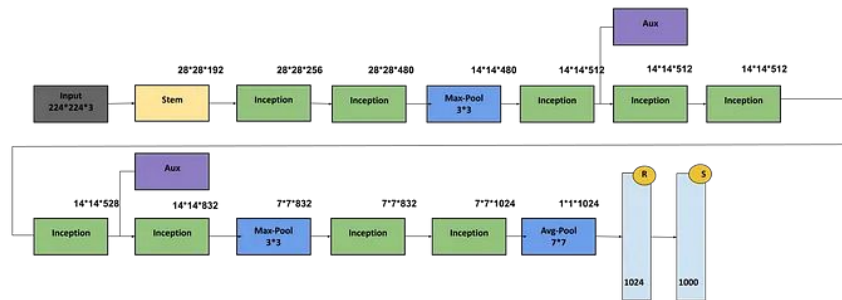 Aux
28*28*192
28*28*256
28*28*480
14*14*480
14*14*512
14*14*512
14*14*512
Input
224*224*3
Stem
Inception
Inception
Max-Pool
3*3
Inception
Inception
Inception
Aux
R
S
14*14*528
14*14*832
7*7*832
7*7*832
7*7*1024
1*1*1024
Inception
Inception
Max-Pool
3*3
Inception
Inception
Avg-Pool
7*7
1024
1000